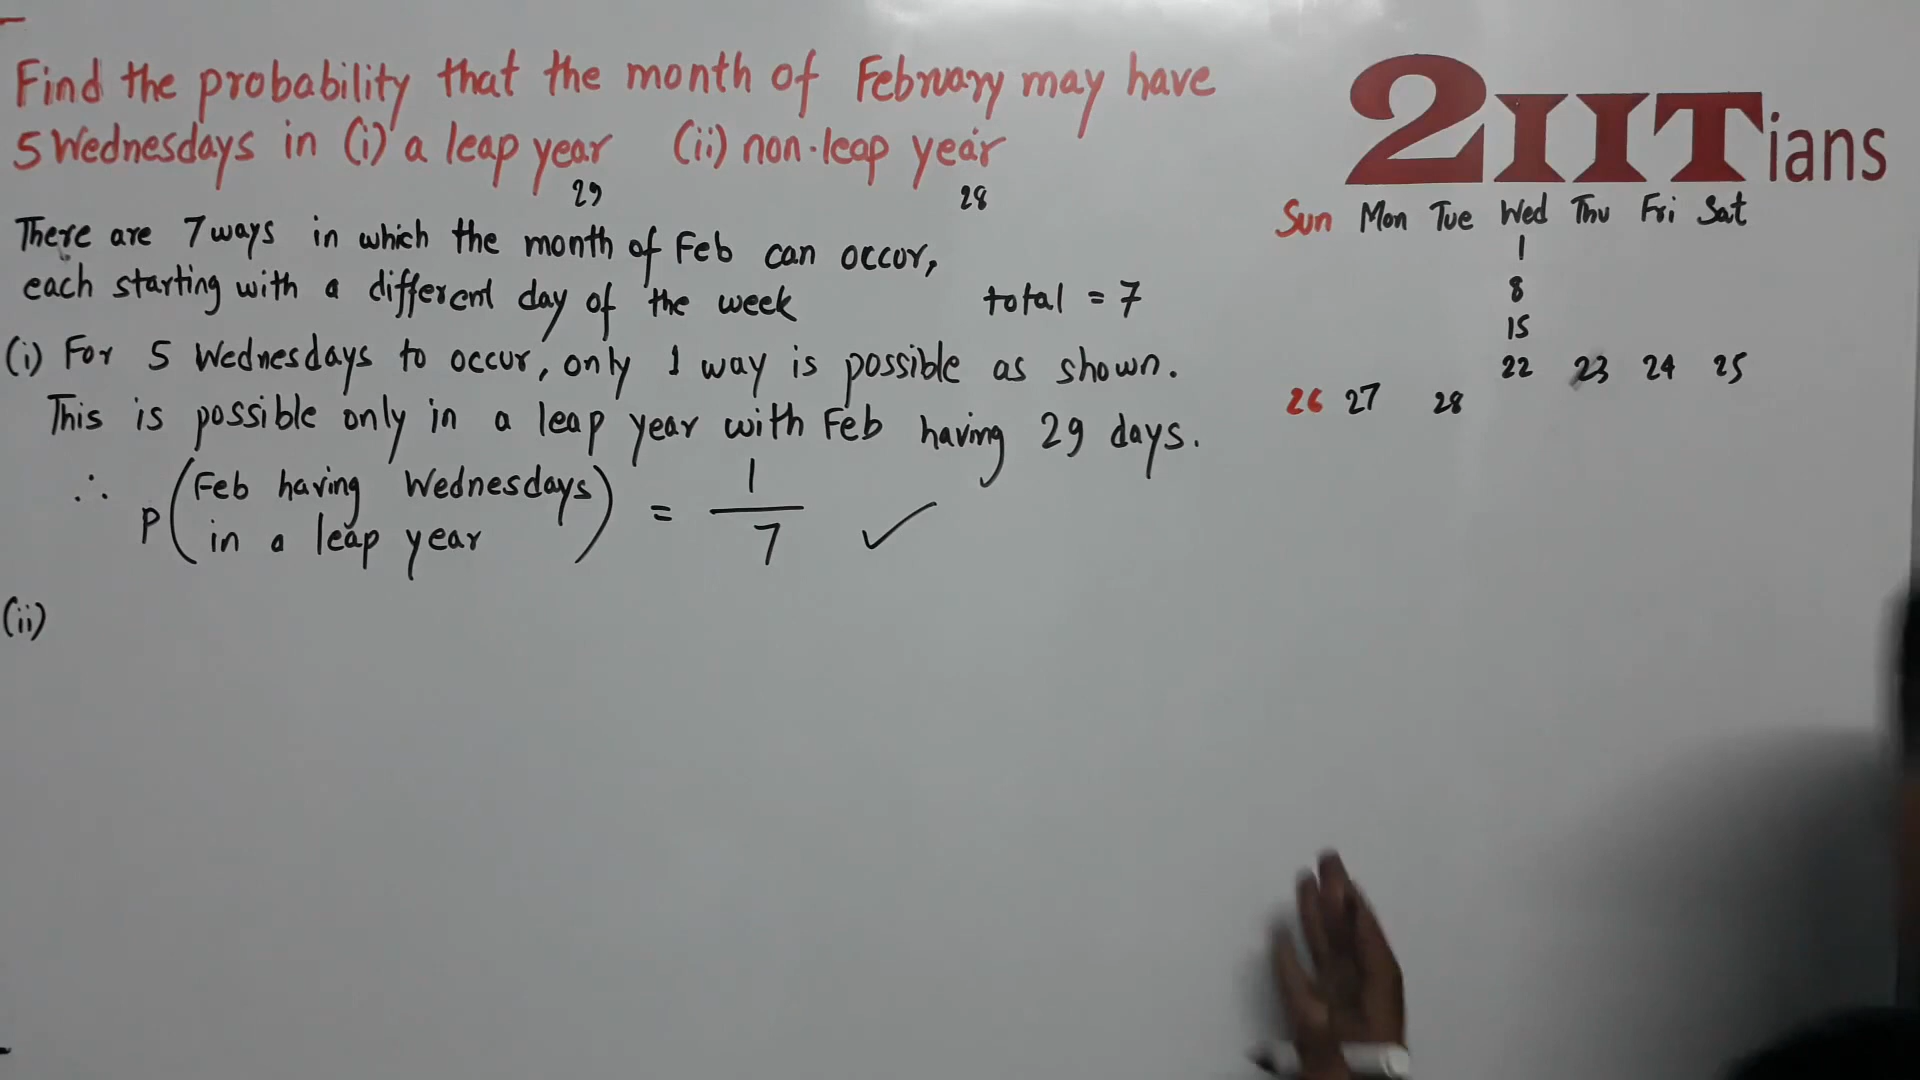 Find the probability that the month of February may have
5 Wednesdays in (i) a leap year (ii) non-leap year
29 28
There are 7 ways in which the month of Feb can occur,
each starting with a different day of the week total = 7
(i) For 5 Wednesdays to occur, only 1 way is possible as shown.
This is possible only in a leap year with Feb having 29 days.
∴ P(Feb having Wednesdays in a leap year) = 1/7 ✓
(ii)
2IITians
Sun Mon Tue Wed Thu Fri Sat
1
8
15
22 23 24 25
26 27 28